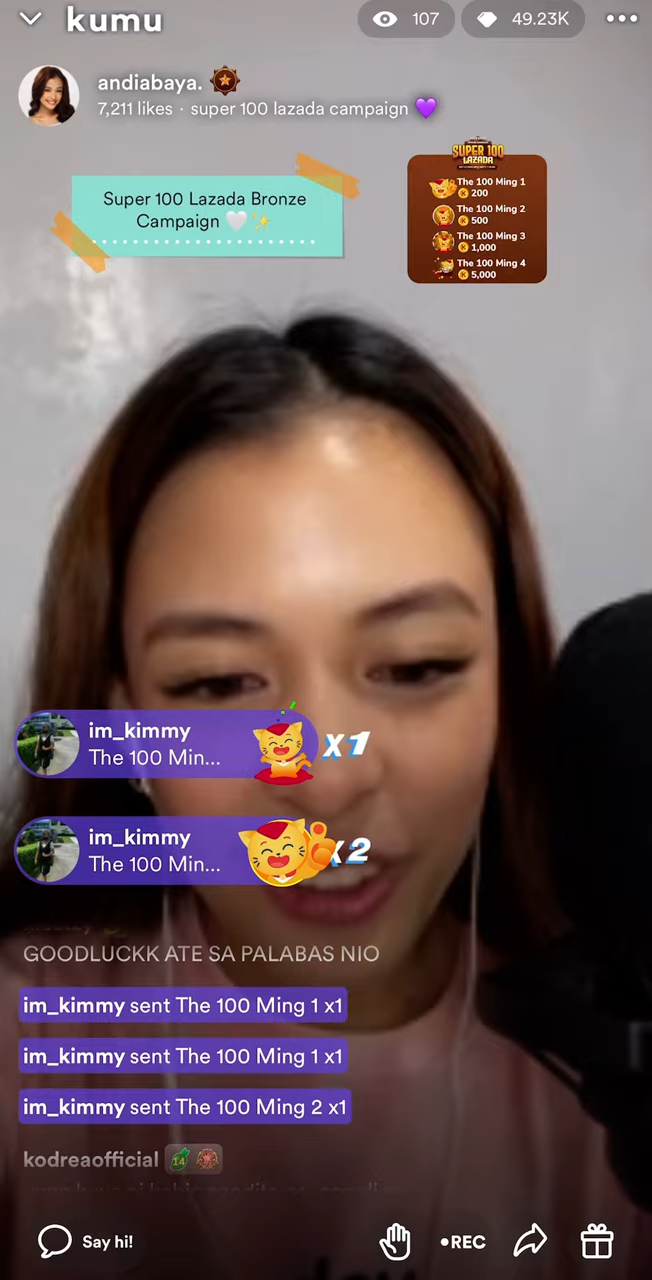 kumu
107
49.23K
andiabaya.
7,211 likes · super 100 lazada campaign 💜
Super 100 Lazada Bronze
Campaign 🤍✨
SUPER 100
LAZADA
The 100 Ming 1
200
The 100 Ming 2
500
The 100 Ming 3
1,000
The 100 Ming 4
5,000
im_kimmy
The 100 Min...
X1
im_kimmy
The 100 Min...
X2
GOODLUCKK ATE SA PALABAS NIO
im_kimmy sent The 100 Ming 1 x1
im_kimmy sent The 100 Ming 1 x1
im_kimmy sent The 100 Ming 2 x1
kodreaofficial 14
Say hi!
•REC